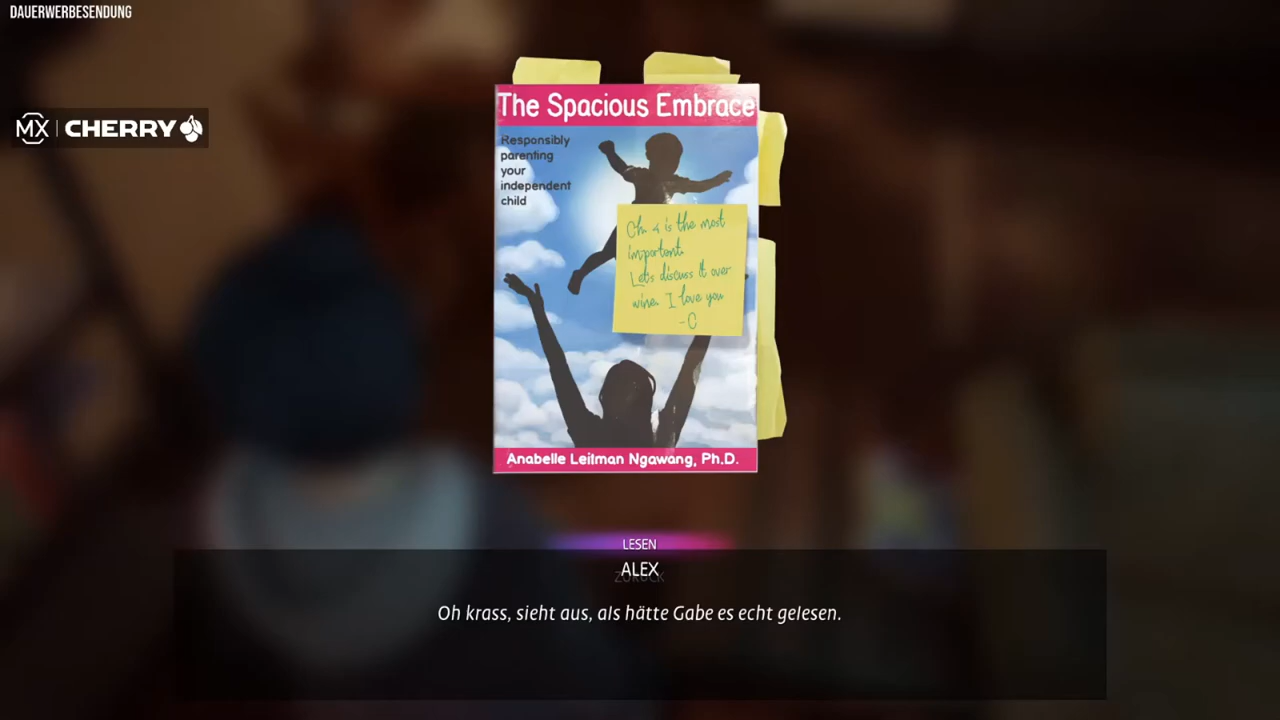 DAUERWERBESENDUNG
MX | CHERRY
The Spacious Embrace
Responsibly
parenting
your
independent
child
Ch. 4 is the most
important.
Let's discuss it over
wine. I love you
-C
Anabelle Leitman Ngawang, Ph.D.
LESEN
ALEX
ZURÜCK
Oh krass, sieht aus, als hätte Gabe es echt gelesen.